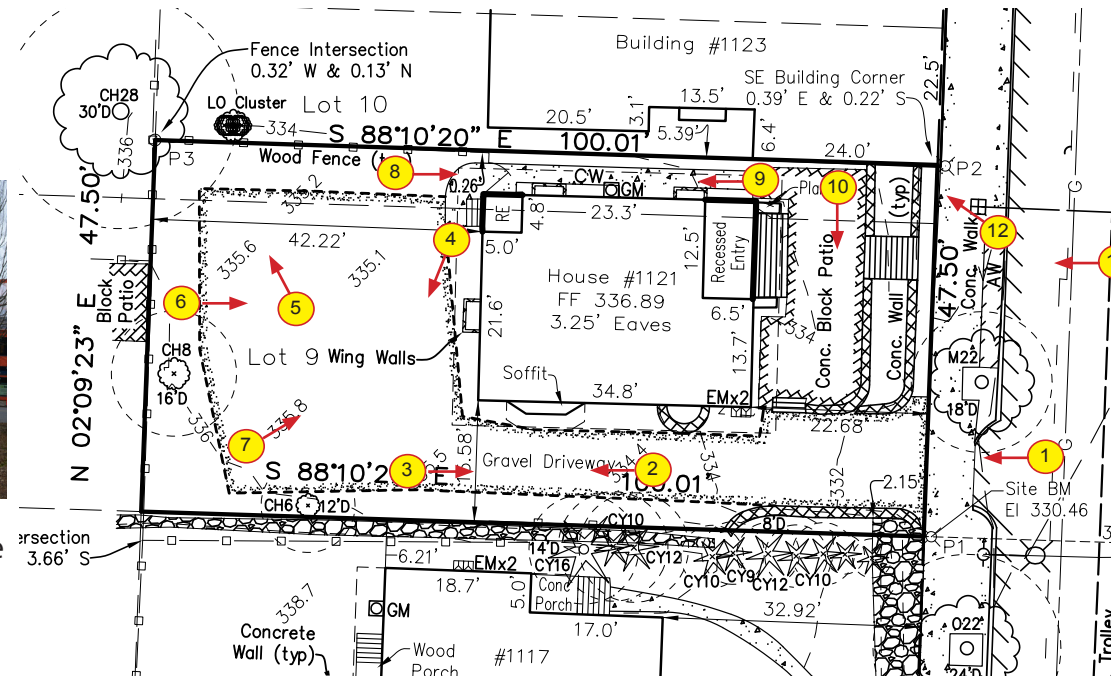 Building #1123
Fence Intersection
0.32' W & 0.13' N
SE Building Corner
0.39' E & 0.22' S
22.5'
CH28
30'D
LO Cluster
Lot 10
334
336
20.5'
3.1'
13.5'
5.39'
6.4'
S 88°10'20" E 100.01'
24.0'
P3
Wood Fence (
P2
8
0.26'
CW
GM
9
Pla
10
(typ)
12
335.2
RE
4.8'
23.3'
47.50'
42.22'
5.0'
4
12.5'
Recessed
Entry
335.6
335.1
House #1121
FF 336.89
3.25' Eaves
Conc. Block Patio
Conc. Walk
AW
47.50'
G
Block
Patio
6
5
21.6'
6.5'
334
N 02°09'23" E
CH8
16'D
Lot 9
Wing Walls
13.7'
Conc. Wall
M22
18'D
Soffit
34.8'
EMx2
336
335.8
22.68
7
3
Gravel Driveway
2
1
G
S 88°10'2
E
100.01'
332
2.15'
Site BM
El 330.46
CH6
12'D
CY10
8'D
ersection
3.66' S
P1
6.21'
EMx2
14'D
CY16
CY12
CY10
CY9
CY12
CY10
18.7'
5.0'
Conc
Porch
32.92'
338.7
GM
17.0'
O22
24'D
Concrete
Wall (typ)
Wood
Porch
#1117
Trolley